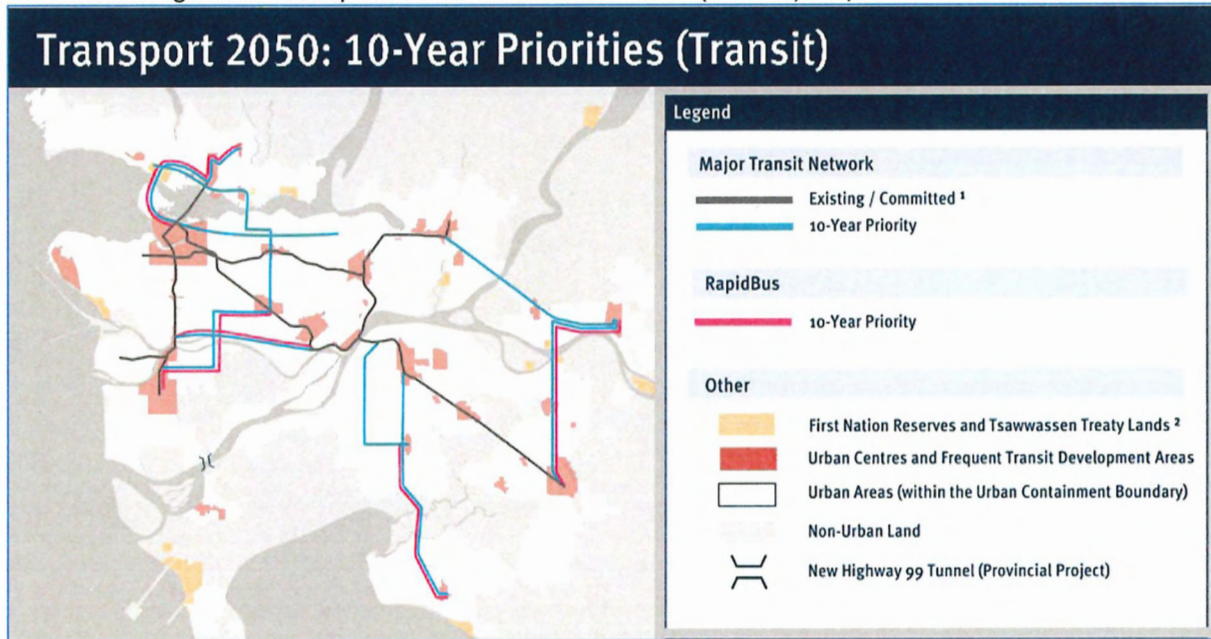 Transport 2050: 10-Year Priorities (Transit)
Legend
Major Transit Network
Existing / Committed ¹
10-Year Priority
RapidBus
10-Year Priority
Other
First Nation Reserves and Tsawwassen Treaty Lands ²
Urban Centres and Frequent Transit Development Areas
Urban Areas (within the Urban Containment Boundary)
Non-Urban Land
New Highway 99 Tunnel (Provincial Project)